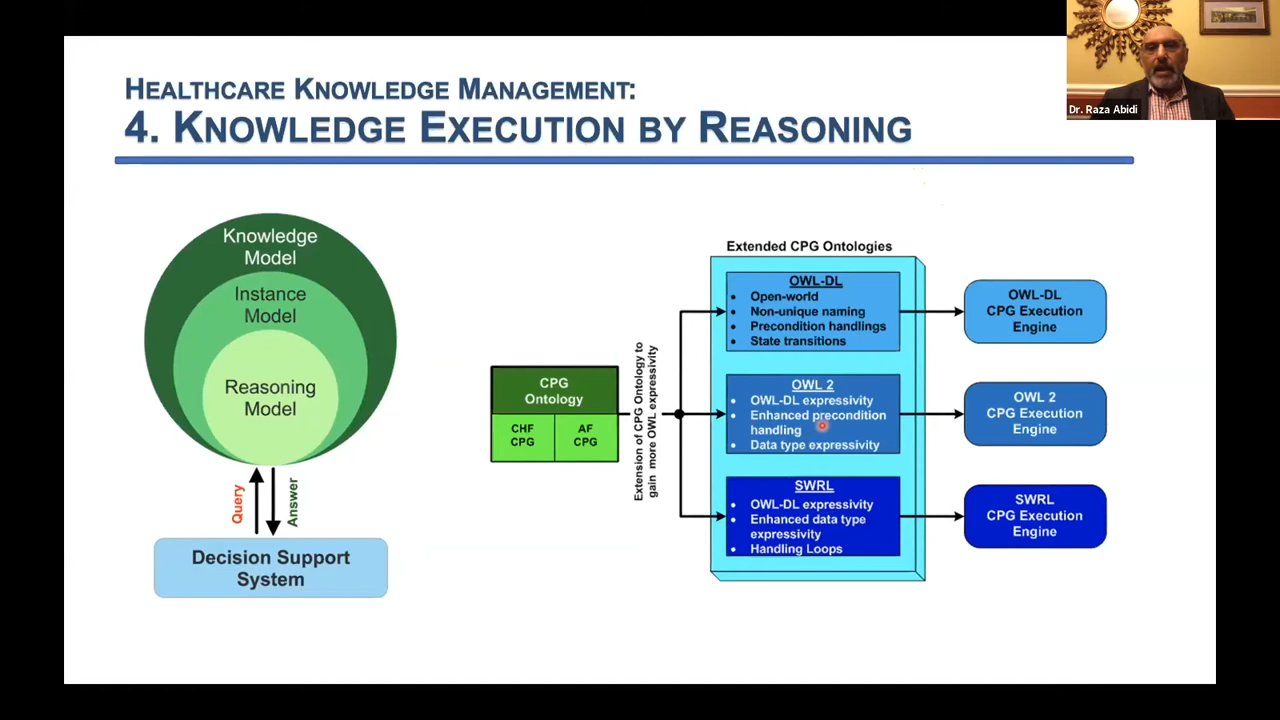 HEALTHCARE KNOWLEDGE MANAGEMENT:
4. KNOWLEDGE EXECUTION BY REASONING
Dr. Raza Abidi
Knowledge
Model
Instance
Model
Reasoning
Model
Query
Answer
Decision Support
System
CPG
Ontology
CHF
CPG
AF
CPG
Extension of CPG Ontology to
gain more OWL expressivity
Extended CPG Ontologies
OWL-DL
• Open-world
• Non-unique naming
• Precondition handlings
• State transitions
OWL 2
• OWL-DL expressivity
• Enhanced precondition
handling
• Data type expressivity
SWRL
• OWL-DL expressivity
• Enhanced data type
expressivity
• Handling Loops
OWL-DL
CPG Execution
Engine
OWL 2
CPG Execution
Engine
SWRL
CPG Execution
Engine